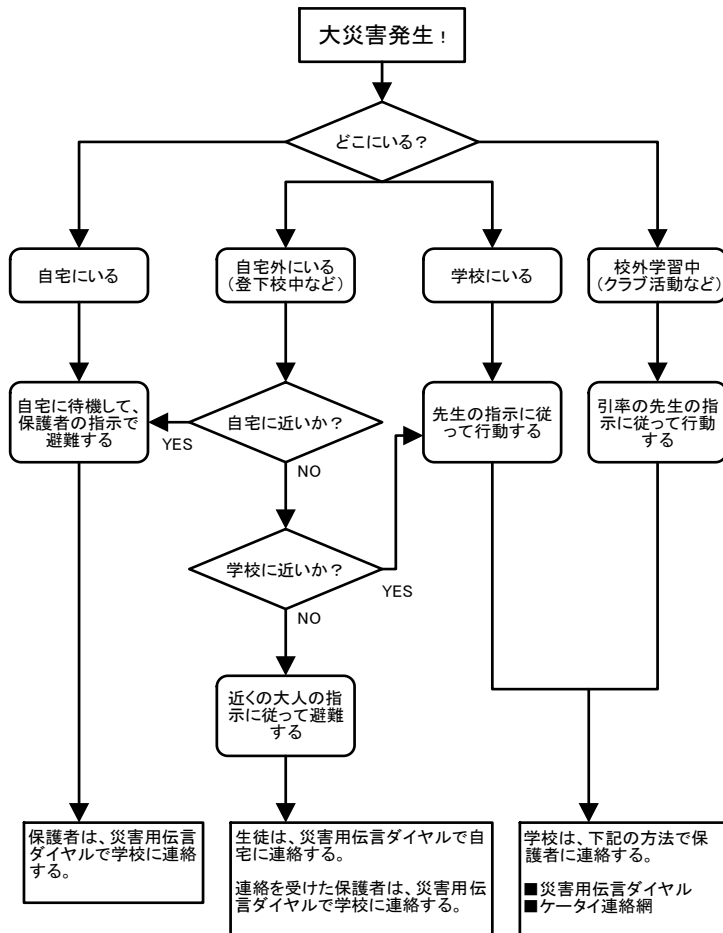 大災害発生！
どこにいる？
自宅にいる
自宅外にいる
（登下校中など）
学校にいる
校外学習中
（クラブ活動など）
自宅に待機して、
保護者の指示で
避難する
YES
自宅に近いか？
先生の指示に従
って行動する
引率の先生の指
示に従って行動
する
NO
学校に近いか？
YES
NO
近くの大人の指
示に従って避難
する
保護者は、災害用伝言
ダイヤルで学校に連絡
する。
生徒は、災害用伝言ダイヤルで自
宅に連絡する。
連絡を受けた保護者は、災害用伝
言ダイヤルで学校に連絡する。
学校は、下記の方法で保
護者に連絡する。
■災害用伝言ダイヤル
■ケータイ連絡網